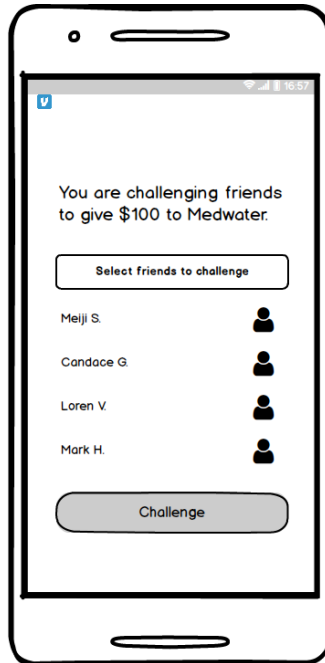 16:57
V
You are challenging friends
to give $100 to Medwater.
Select friends to challenge
Meiji S.
Candace G.
Loren V.
Mark H.
Challenge